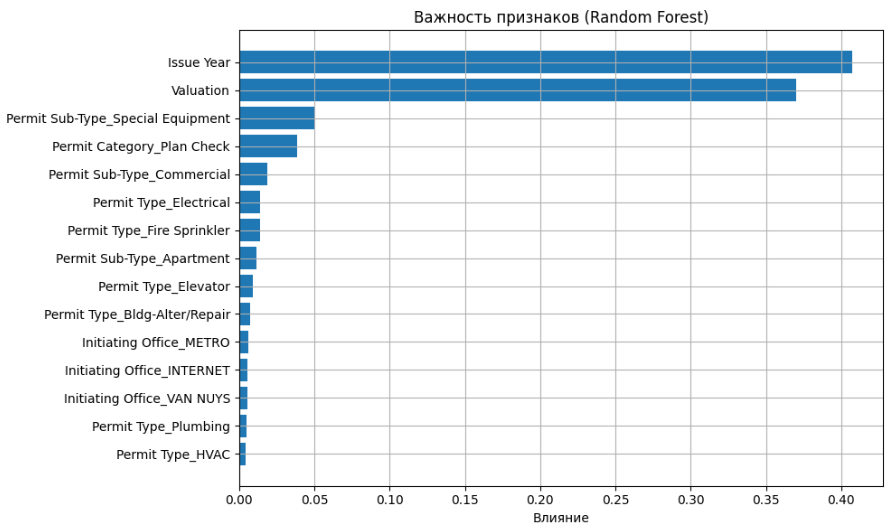 Важность признаков (Random Forest)
Issue Year
Valuation
Permit Sub-Type_Special Equipment
Permit Category_Plan Check
Permit Sub-Type_Commercial
Permit Type_Electrical
Permit Type_Fire Sprinkler
Permit Sub-Type_Apartment
Permit Type_Elevator
Permit Type_Bldg-Alter/Repair
Initiating Office_METRO
Initiating Office_INTERNET
Initiating Office_VAN NUYS
Permit Type_Plumbing
Permit Type_HVAC
0.00 0.05 0.10 0.15 0.20 0.25 0.30 0.35 0.40
Влияние